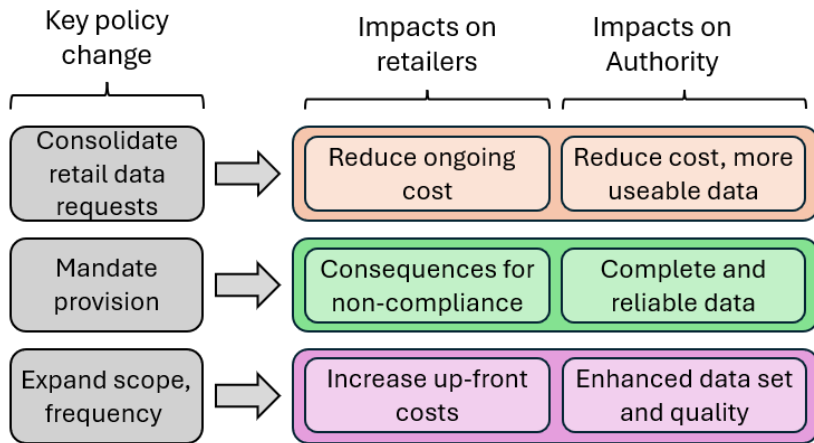 Key policy
change
Impacts on
retailers
Impacts on
Authority
Consolidate
retail data
requests
Reduce ongoing
cost
Reduce cost, more
useable data
Mandate
provision
Consequences for
non-compliance
Complete and
reliable data
Expand scope,
frequency
Increase up-front
costs
Enhanced data set
and quality